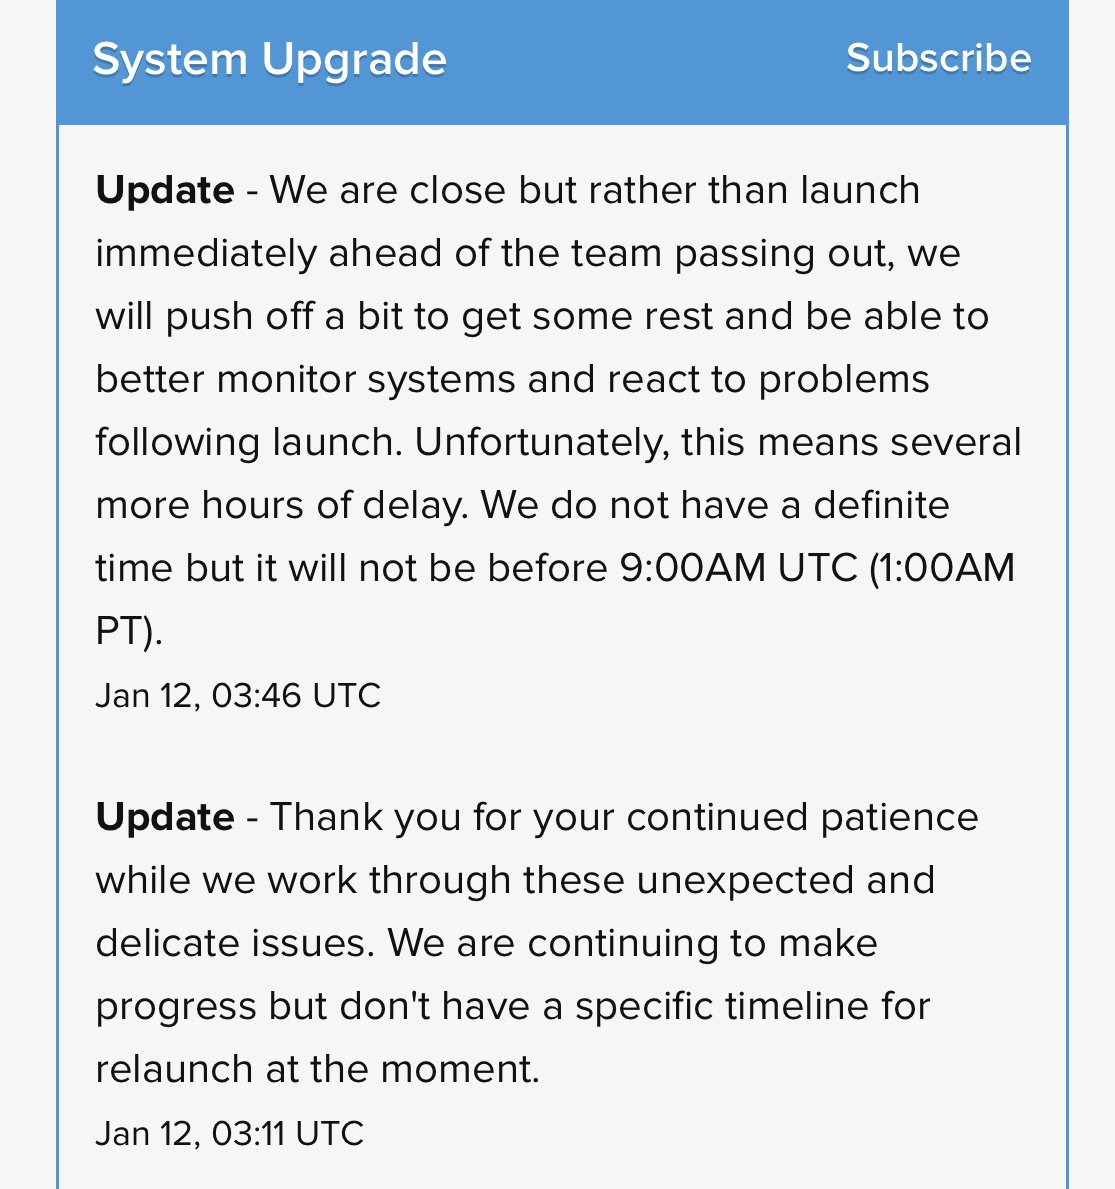 System Upgrade
Subscribe
Update - We are close but rather than launch
immediately ahead of the team passing out, we
will push off a bit to get some rest and be able to
better monitor systems and react to problems
following launch. Unfortunately, this means several
more hours of delay. We do not have a definite
time but it will not be before 9:00AM UTC (1:00AM
PT).
Jan 12, 03:46 UTC
Update - Thank you for your continued patience
while we work through these unexpected and
delicate issues. We are continuing to make
progress but don't have a specific timeline for
relaunch at the moment.
Jan 12, 03:11 UTC